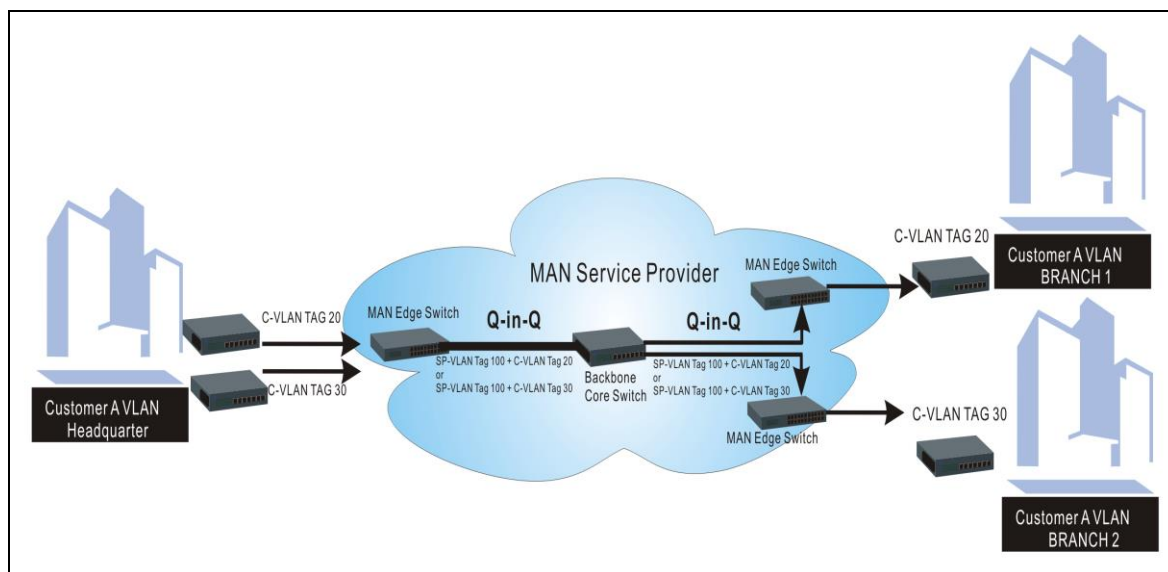 C-VLAN TAG 20
C-VLAN TAG 30
Customer A VLAN
Headquarter
MAN Service Provider
MAN Edge Switch
Q-in-Q
SP-VLAN Tag 100 + C-VLAN Tag 20
or
SP-VLAN Tag 100 + C-VLAN Tag 30
Backbone
Core Switch
Q-in-Q
SP-VLAN Tag 100 + C-VLAN Tag 20
or
SP-VLAN Tag 100 + C-VLAN Tag 30
MAN Edge Switch
MAN Edge Switch
C-VLAN TAG 20
Customer A VLAN
BRANCH 1
C-VLAN TAG 30
Customer A VLAN
BRANCH 2